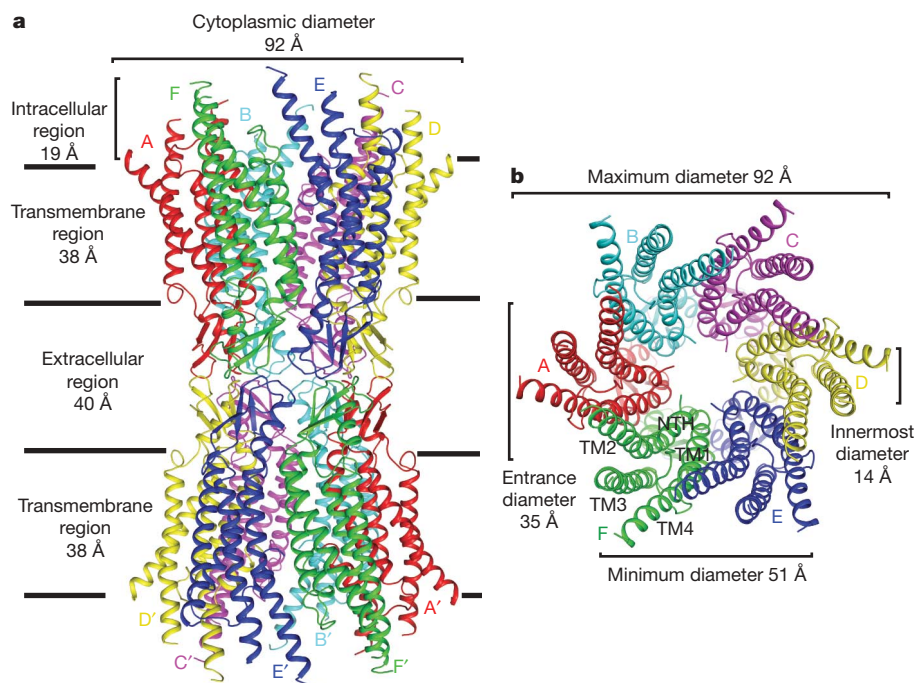 a
Cytoplasmic diameter
92 Å
Intracellular
region
19 Å
Transmembrane
region
38 Å
Extracellular
region
40 Å
Transmembrane
region
38 Å
A
F
B
E
C
D
D′
C′
E′
B′
F′
A′
b
Maximum diameter 92 Å
B
C
A
D
NTH
TM2
TM1
TM3
TM4
F
E
Entrance
diameter
35 Å
Innermost
diameter
14 Å
Minimum diameter 51 Å